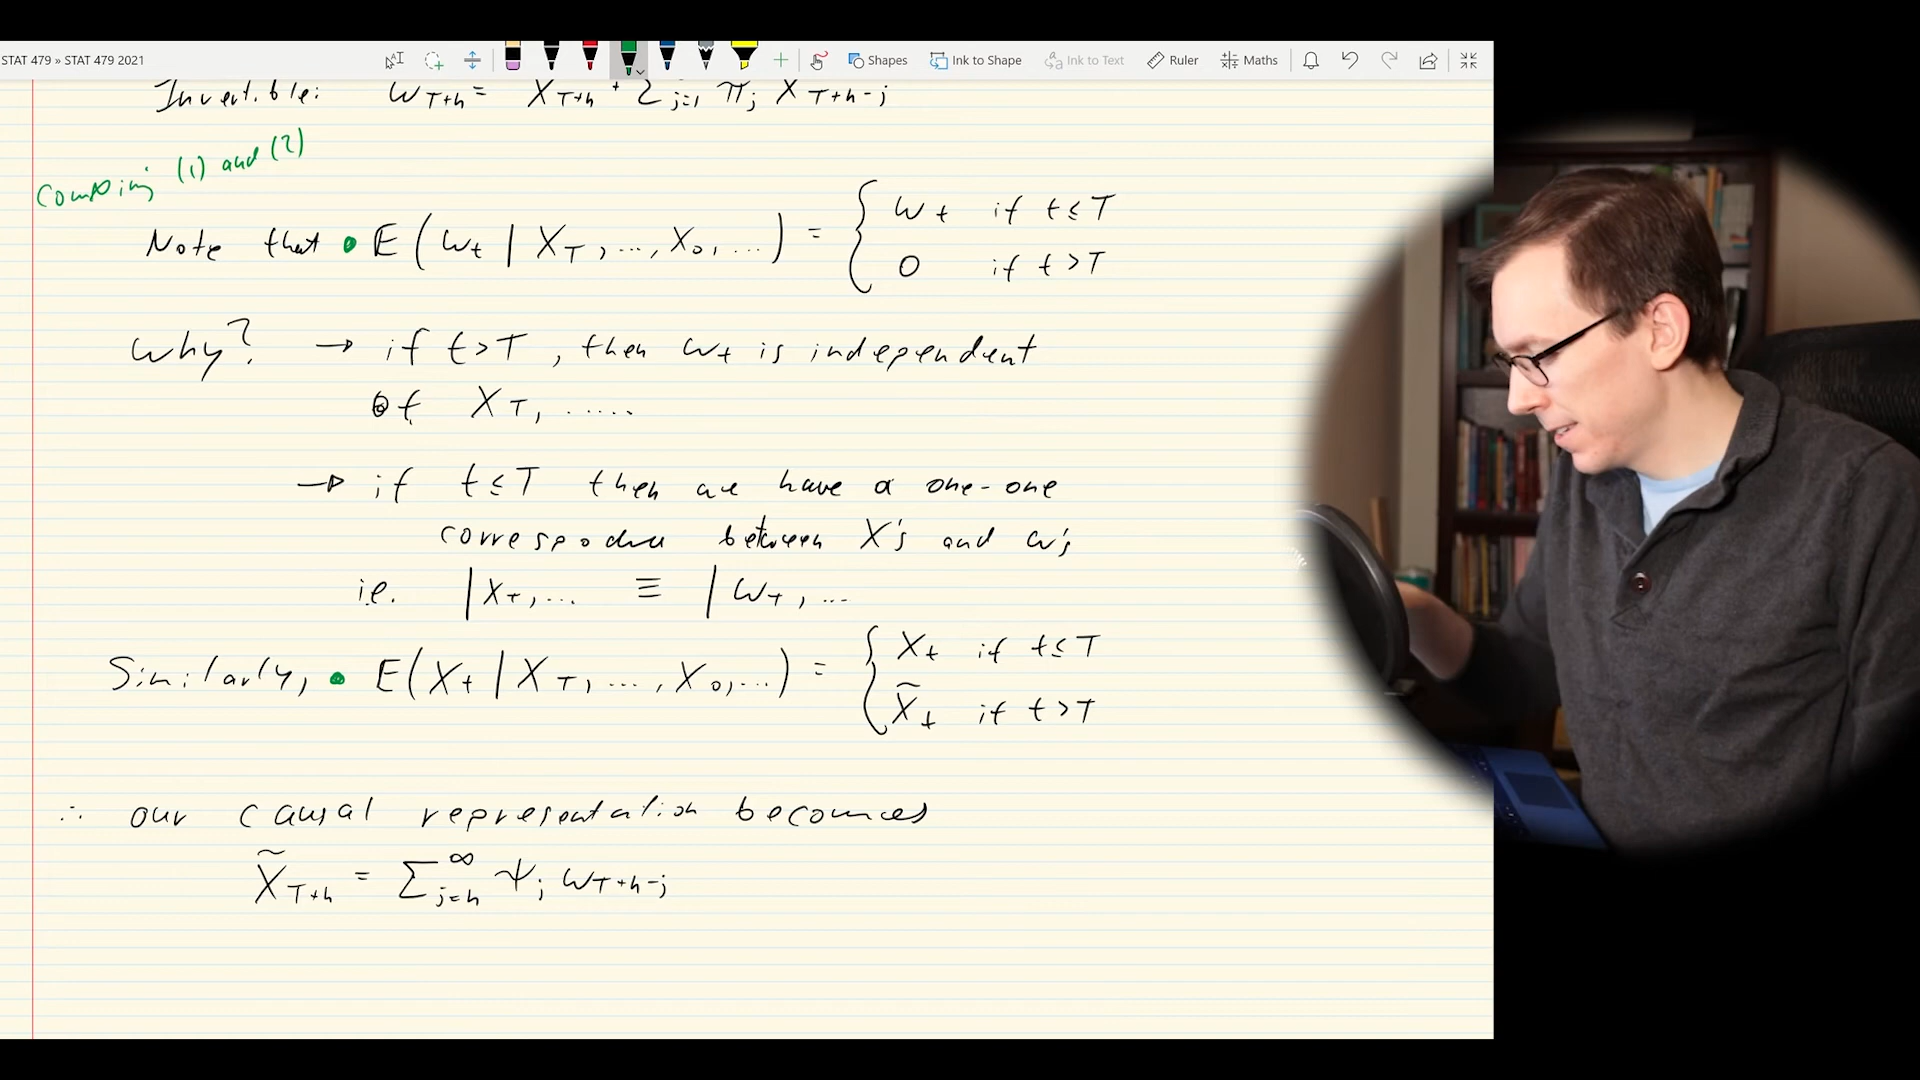 STAT 479 » STAT 479 2021
Shapes Ink to Shape Ink to Text Ruler Maths
Invertible: w_{T+h} = X_{T+h} + Σ_{j=1} π_j X_{T+h-j}
(1) and (2)
Note that • E(w_t | X_T, ..., X_0, ...) = { w_t if t ≤ T
0 if t > T
Why? → if t > T, then w_t is independent
of X_T, .....
→ if t ≤ T then we have a one-one
between X's and w's
i.e. | X_T, ... ≡ | w_T, ...
Similarly, • E(X_t | X_T, ..., X_0, ...) = { X_t if t ≤ T
X̃_t if t > T
∴ our causal representation becomes
X̃_{T+h} = Σ_{j=h}^∞ ψ_j w_{T+h-j}